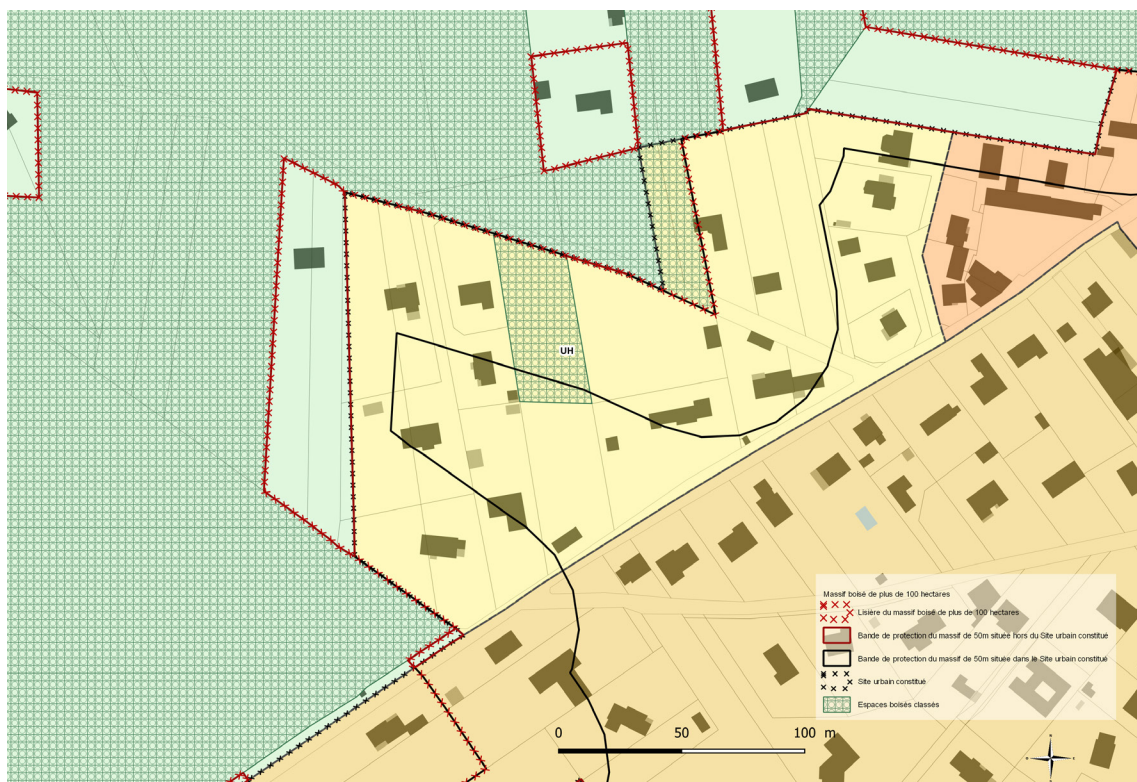 UH
Massif boisé de plus de 100 hectares
Lisière du massif boisé de plus de 100 hectares
Bande de protection du massif de 50m située hors du Site urbain constitué
Bande de protection du massif de 50m située dans le Site urbain constitué
Site urbain constitué
Espaces boisés classés
0 50 100 m